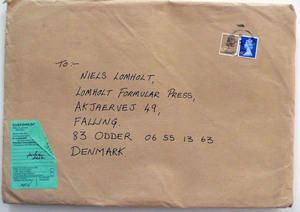 To:-
NIELS LOMHOLT,
LOMHOLT FORMULAR PRESS,
AKJAERVEJ 49,
FALLING.
83 ODDER 06 55 13 63
DENMARK